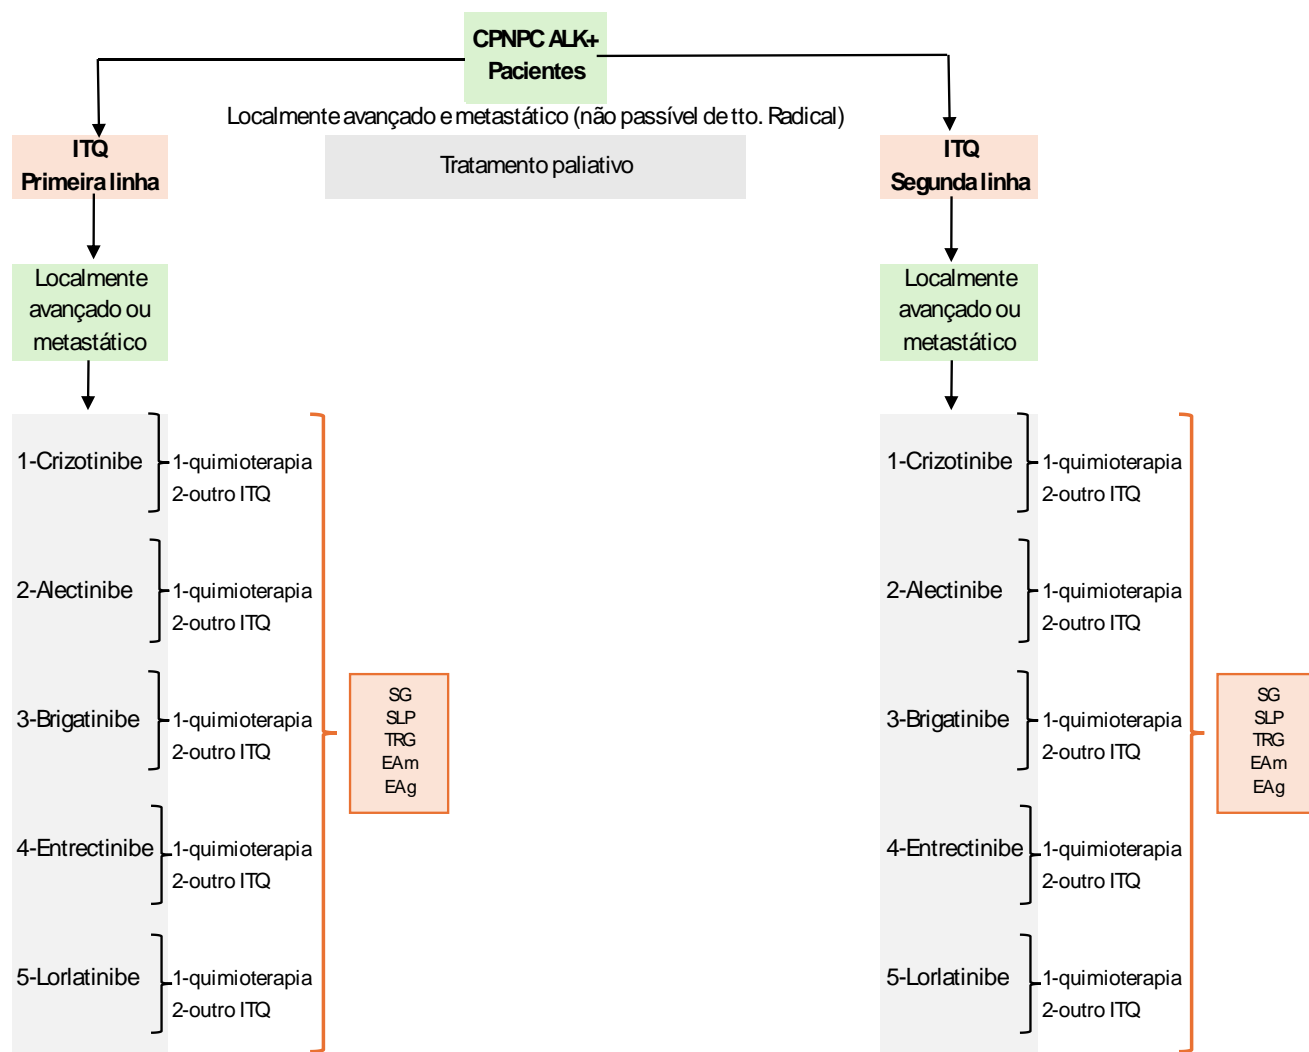 CPNPC ALK+
Pacientes
Localmente avançado e metastático (não passível de tto. Radical)
Tratamento paliativo
ITQ
Primeira linha
Localmente
avançado ou
metastático
1-Crizotinibe
1-quimioterapia
2-outro ITQ
2-Alectinibe
1-quimioterapia
2-outro ITQ
3-Brigatinibe
1-quimioterapia
2-outro ITQ
4-Entrectinibe
1-quimioterapia
2-outro ITQ
5-Lorlatinibe
1-quimioterapia
2-outro ITQ
SG
SLP
TRG
EAm
EAg
ITQ
Segunda linha
Localmente
avançado ou
metastático
1-Crizotinibe
1-quimioterapia
2-outro ITQ
2-Alectinibe
1-quimioterapia
2-outro ITQ
3-Brigatinibe
1-quimioterapia
2-outro ITQ
4-Entrectinibe
1-quimioterapia
2-outro ITQ
5-Lorlatinibe
1-quimioterapia
2-outro ITQ
SG
SLP
TRG
EAm
EAg